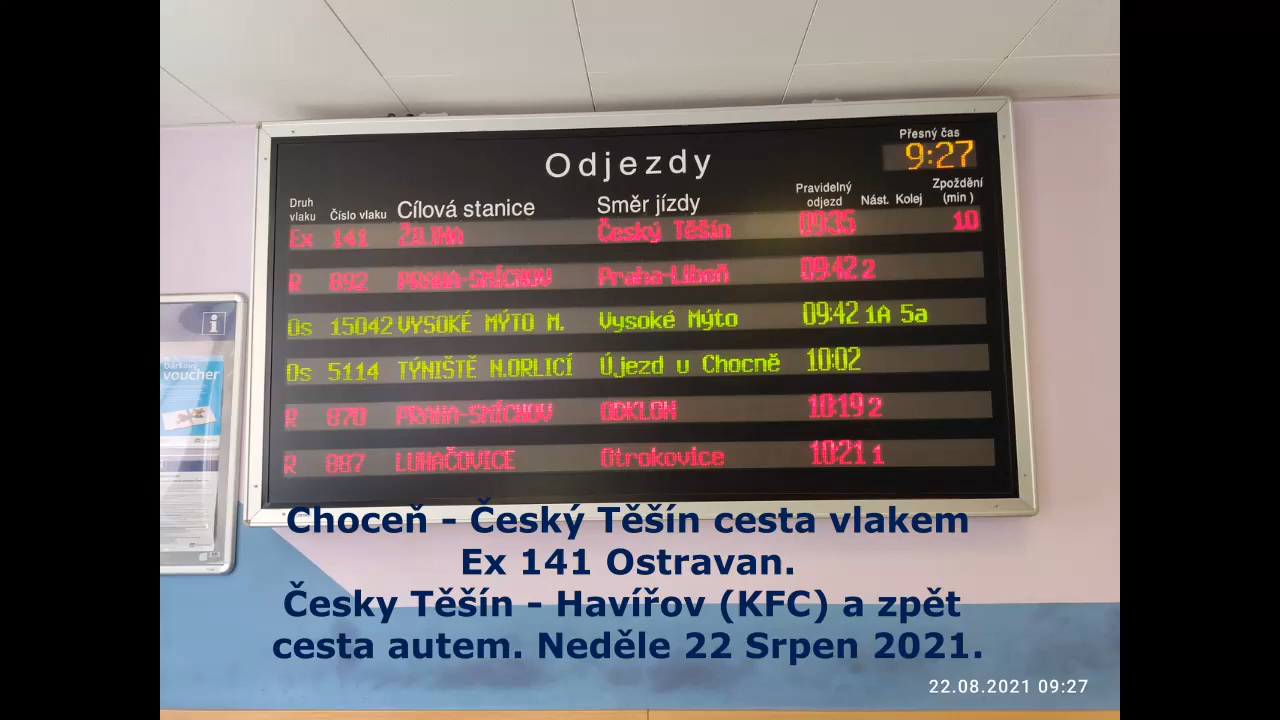 Přesný čas
9:27
Odjezdy
Druh vlaku Číslo vlaku Cílová stanice Směr jízdy Pravidelný odjezd Nást. Kolej Zpoždění (min )
Ex 141 ŽILINA Český Těšín 09:35 10
R 892 PRAHA-SMÍCHOV Praha-Libeň 09:42 2
Os 15042 VYSOKÉ MÝTO M. Vysoké Mýto 09:42 1A 5a
Os 5114 TÝNIŠTĚ N.ORLICÍ Újezd u Chocně 10:02
R 870 PRAHA-SMÍCHOV ODKLON 10:19 2
R 887 LUHAČOVICE Otrokovice 10:21 1
i
Dárkový
voucher
Choceň - Český Těšín cesta vlakem
Ex 141 Ostravan.
Česky Těšín - Havířov (KFC) a zpět
cesta autem. Neděle 22 Srpen 2021.
22.08.2021 09:27